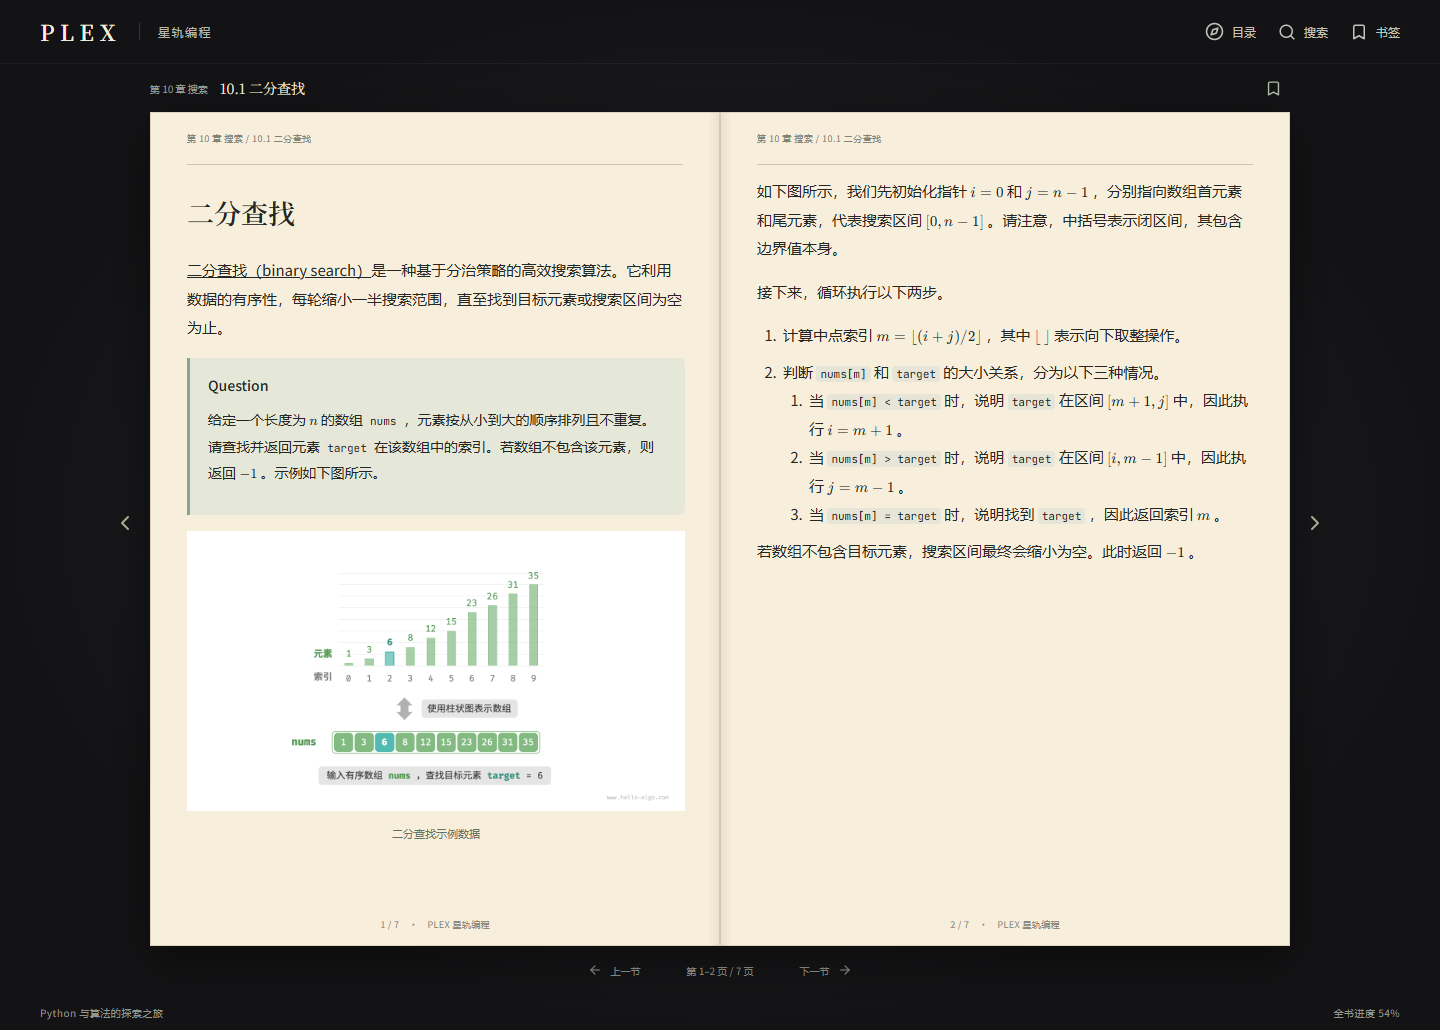 PLEX 星轨编程
目录 搜索 书签
第 10 章 搜索 10.1 二分查找
第 10 章 搜索 / 10.1 二分查找
二分查找
二分查找（binary search）是一种基于分治策略的高效搜索算法。它利用
数据的有序性，每轮缩小一半搜索范围，直至找到目标元素或搜索区间为空
为止。
Question
给定一个长度为 n 的数组 nums ，元素按从小到大的顺序排列且不重复。
请查找并返回元素 target 在该数组中的索引。若数组不包含该元素，则
返回 −1 。示例如下图所示。
35
31
26
23
15
12
8
6
3
1
元素
索引 0 1 2 3 4 5 6 7 8 9
使用柱状图表示数组
nums 1 3 6 8 12 15 23 26 31 35
输入有序数组 nums ，查找目标元素 target = 6
www.hello-algo.com
二分查找示例数据
1 / 7 • PLEX 星轨编程
第 10 章 搜索 / 10.1 二分查找
如下图所示，我们先初始化指针 i = 0 和 j = n − 1 ，分别指向数组首元素
和尾元素，代表搜索区间 [0, n − 1] 。请注意，中括号表示闭区间，其包含
边界值本身。
接下来，循环执行以下两步。
1. 计算中点索引 m = ⌊(i + j)/2⌋ ，其中 ⌊ ⌋ 表示向下取整操作。
2. 判断 nums[m] 和 target 的大小关系，分为以下三种情况。
1. 当 nums[m] < target 时，说明 target 在区间 [m + 1, j] 中，因此执
行 i = m + 1 。
2. 当 nums[m] > target 时，说明 target 在区间 [i, m − 1] 中，因此执
行 j = m − 1 。
3. 当 nums[m] = target 时，说明找到 target ，因此返回索引 m 。
若数组不包含目标元素，搜索区间最终会缩小为空。此时返回 −1 。
2 / 7 • PLEX 星轨编程
← 上一节 第 1–2 页 / 7 页 下一节 →
Python 与算法的探索之旅
全书进度 54%